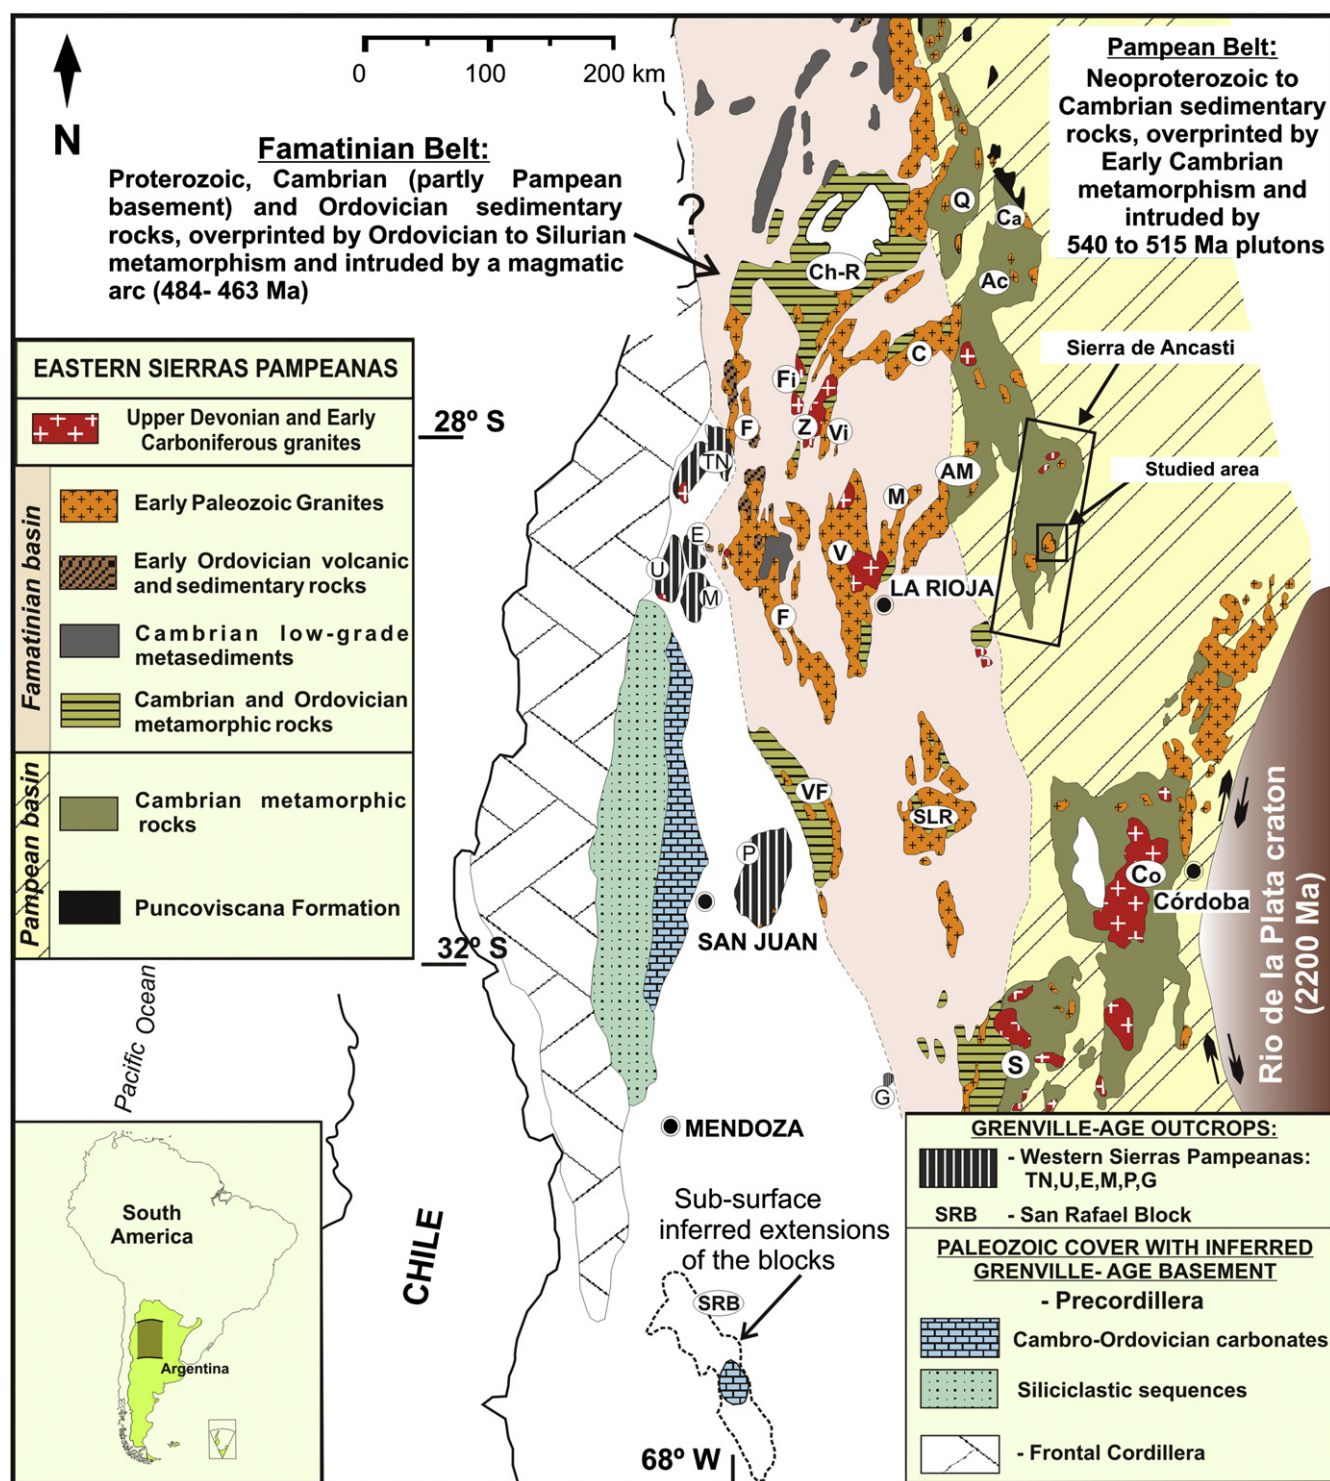 0 100 200 km
N
Famatinian Belt:
Proterozoic, Cambrian (partly Pampean
basement) and Ordovician sedimentary
rocks, overprinted by Ordovician to Silurian
metamorphism and intruded by a magmatic
arc (484- 463 Ma)
?
Pampean Belt:
Neoproterozoic to
Cambrian sedimentary
rocks, overprinted by
Early Cambrian
metamorphism and
intruded by
540 to 515 Ma plutons
Q
Ca
Ch-R
Ac
Sierra de Ancasti
C
Fi
F
Z
Vi
28º S
TN
AM
Studied area
M
E
V
U
M
LA RIOJA
F
VF
SLR
P
Co
Córdoba
SAN JUAN
32º S
S
G
MENDOZA
Rio de la Plata craton
(2200 Ma)
EASTERN SIERRAS PAMPEANAS
Upper Devonian and Early
Carboniferous granites
Famatinian basin
Early Paleozoic Granites
Early Ordovician volcanic
and sedimentary rocks
Cambrian low-grade
metasediments
Cambrian and Ordovician
metamorphic rocks
Pampean basin
Cambrian metamorphic
rocks
Puncoviscana Formation
Pacific Ocean
CHILE
South
America
Argentina
Sub-surface
inferred extensions
of the blocks
SRB
68º W
GRENVILLE-AGE OUTCROPS:
- Western Sierras Pampeanas:
TN,U,E,M,P,G
SRB - San Rafael Block
PALEOZOIC COVER WITH INFERRED
GRENVILLE- AGE BASEMENT
- Precordillera
Cambro-Ordovician carbonates
Siliciclastic sequences
- Frontal Cordillera